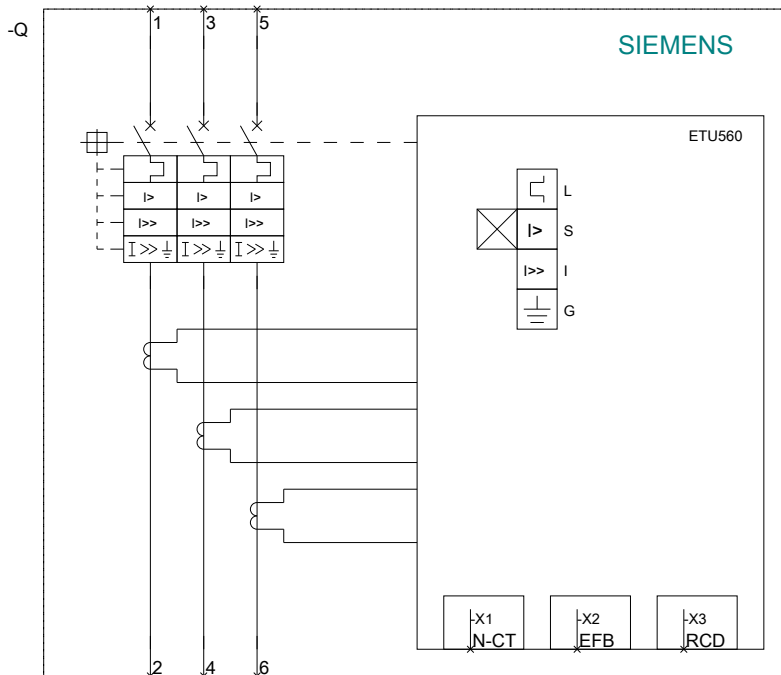 -Q
1 3 5
SIEMENS
ETU560
L
I> I> I> I> S
I>> I>> I>> I>> I
I>> I>> I>> G
-X1 -X2 -X3
N-CT EFB RCD
2 4 6